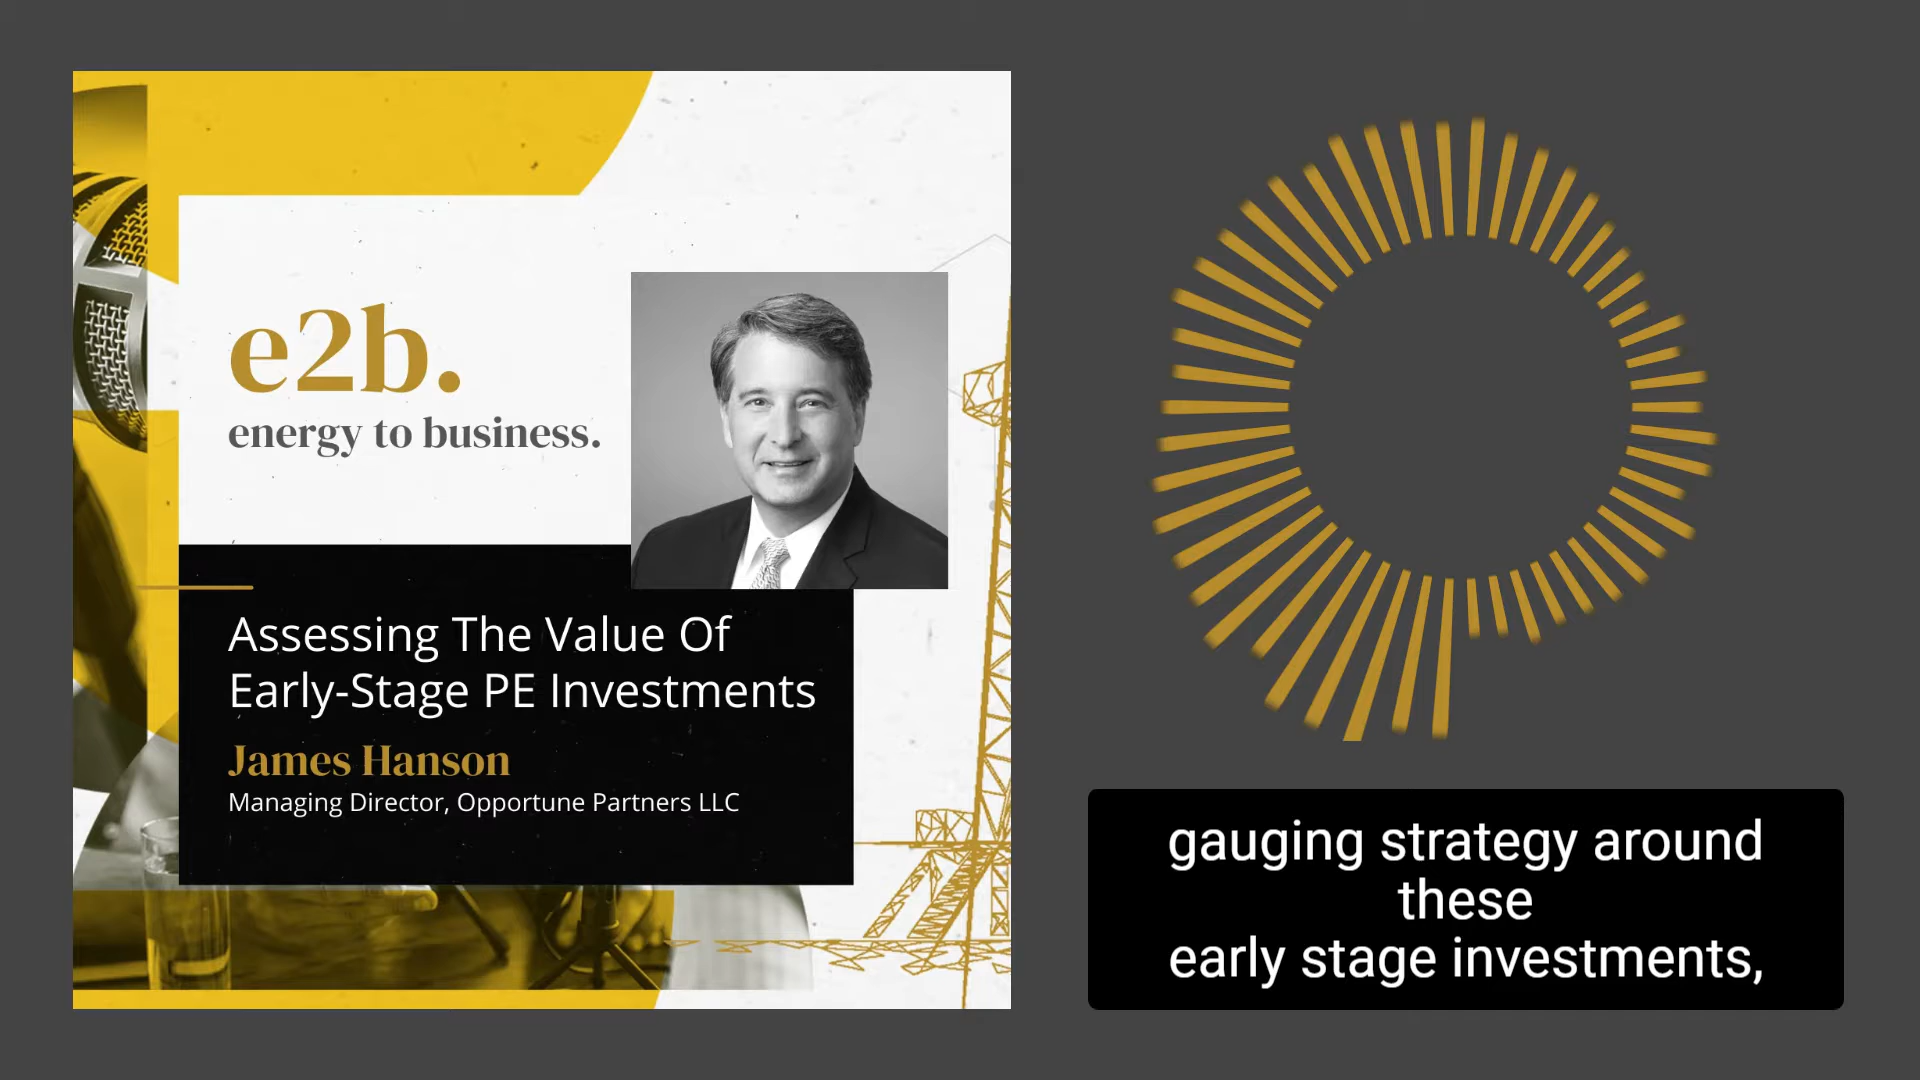 e2b.
energy to business.
Assessing The Value Of
Early-Stage PE Investments
James Hanson
Managing Director, Opportune Partners LLC
gauging strategy around
these
early stage investments,